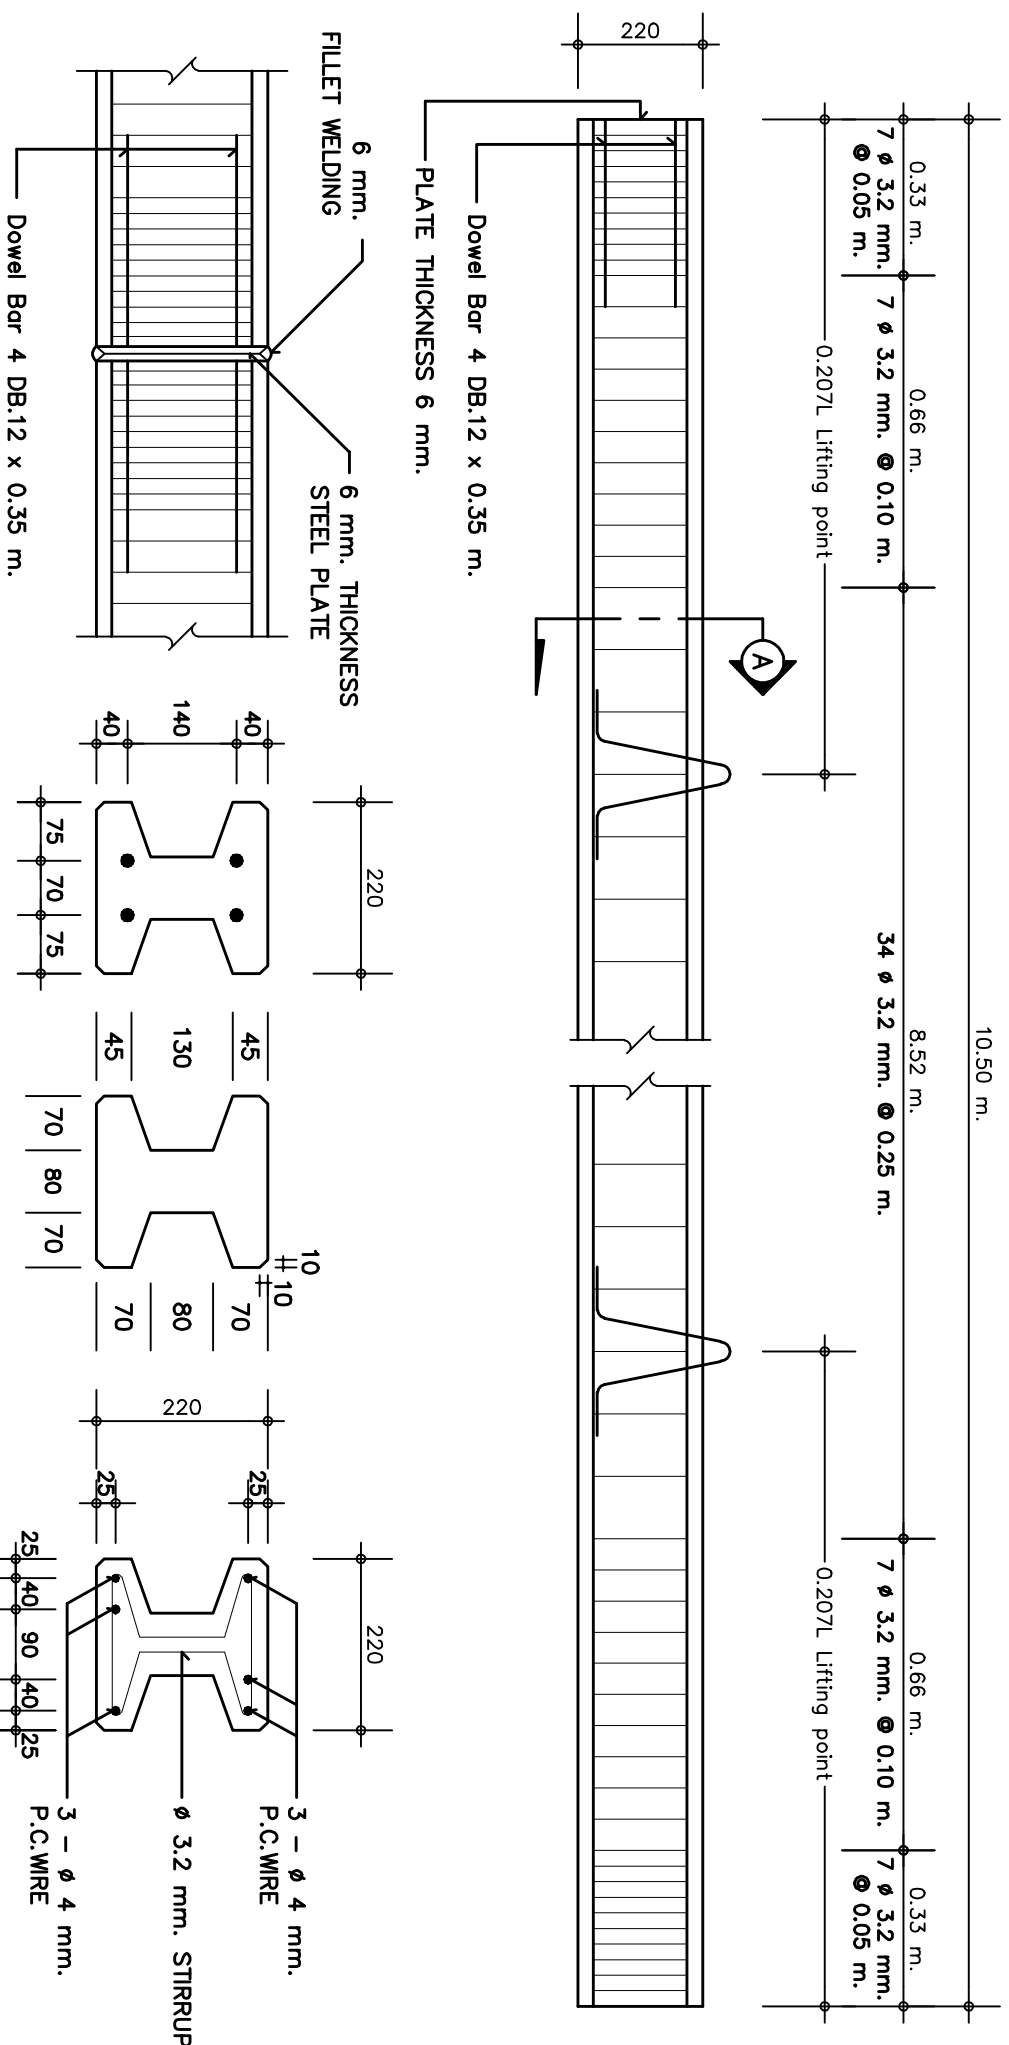 10.50 m.
0.33 m.
0.66 m.
8.52 m.
0.66 m.
0.33 m.
7 ø 3.2 mm.
@ 0.05 m.
7 ø 3.2 mm. @ 0.10 m.
34 ø 3.2 mm. @ 0.25 m.
7 ø 3.2 mm. @ 0.10 m.
7 ø 3.2 mm.
@ 0.05 m.
0.207L Lifting point
0.207L Lifting point
220
A
Dowel Bar 4 DB.12 x 0.35 m.
PLATE THICKNESS 6 mm.
6 mm.
FILLET WELDING
6 mm. THICKNESS
STEEL PLATE
Dowel Bar 4 DB.12 x 0.35 m.
220
40
140
40
75
70
75
45
130
45
10
10
70
80
70
70
80
70
220
220
25
25
25
40
90
40
25
3 - ø 4 mm.
P.C.WIRE
ø 3.2 mm. STIRRUP
3 - ø 4 mm.
P.C.WIRE